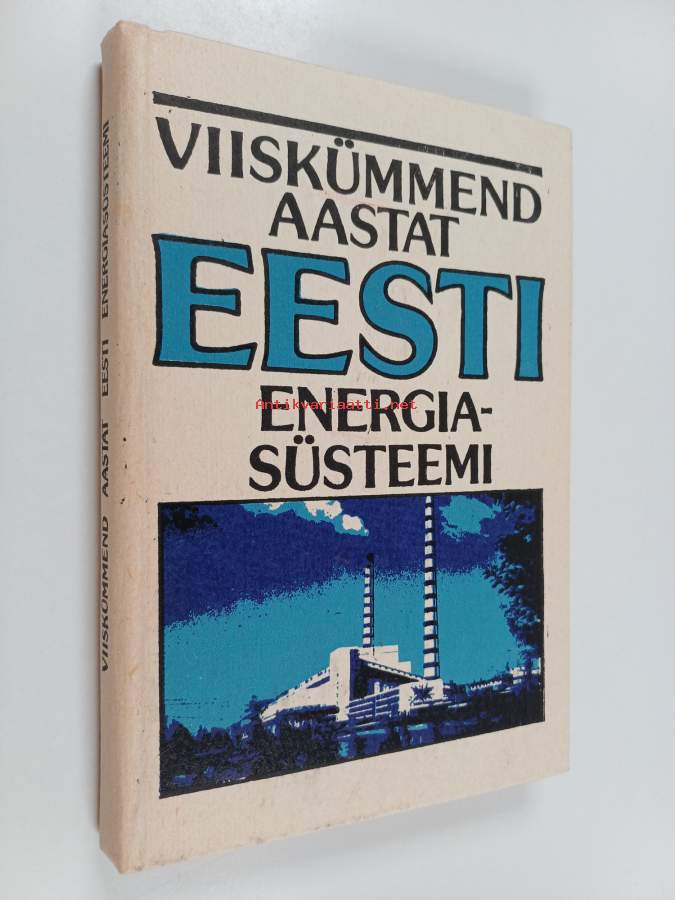 VIISKÜMMEND
AASTAT
EESTI
ENERGIA-
SÜSTEEMI
VIISKÜMMEND AASTAT EESTI ENERGIASÜSTEEMI
Antikvariaatti.net